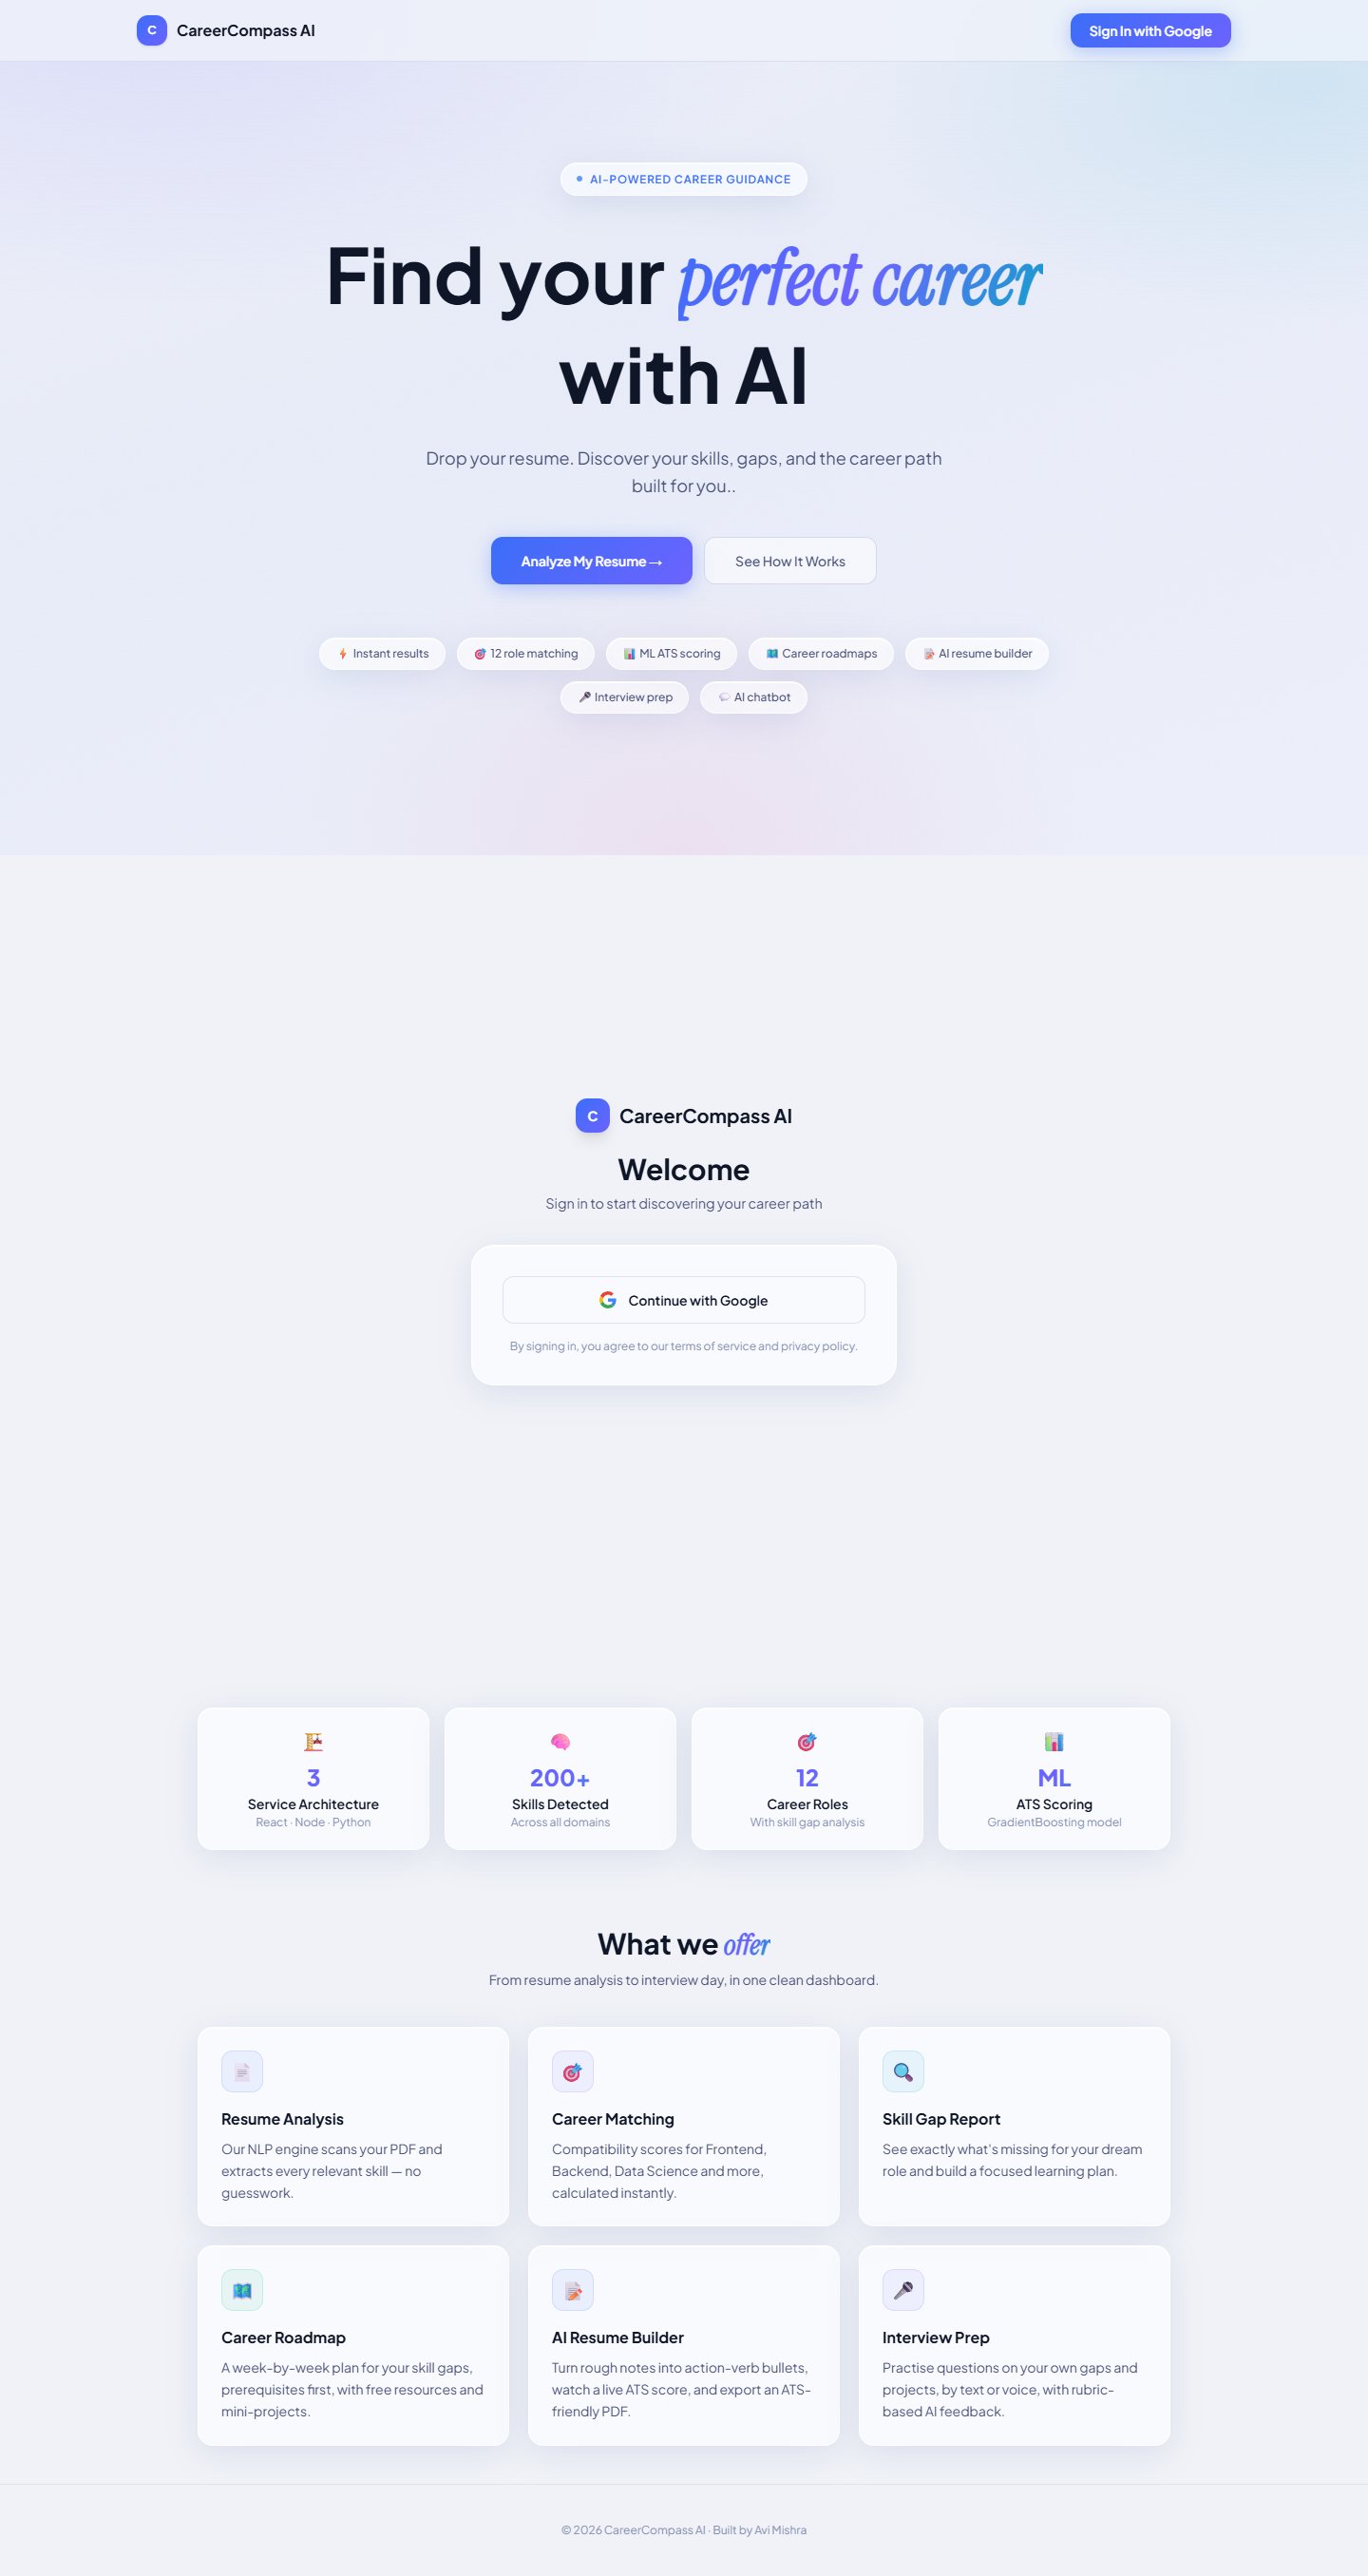 C CareerCompass AI
Sign In with Google
AI-POWERED CAREER GUIDANCE
Find your perfect career
with AI
Drop your resume. Discover your skills, gaps, and the career path
built for you..
Analyze My Resume →
See How It Works
Instant results
12 role matching
ML ATS scoring
Career roadmaps
AI resume builder
Interview prep
AI chatbot
C CareerCompass AI
Welcome
Sign in to start discovering your career path
Continue with Google
By signing in, you agree to our terms of service and privacy policy.
3
Service Architecture
React · Node · Python
200+
Skills Detected
Across all domains
12
Career Roles
With skill gap analysis
ML
ATS Scoring
GradientBoosting model
What we offer
From resume analysis to interview day, in one clean dashboard.
Resume Analysis
Our NLP engine scans your PDF and
extracts every relevant skill — no
guesswork.
Career Matching
Compatibility scores for Frontend,
Backend, Data Science and more,
calculated instantly.
Skill Gap Report
See exactly what's missing for your dream
role and build a focused learning plan.
Career Roadmap
A week-by-week plan for your skill gaps,
prerequisites first, with free resources and
mini-projects.
AI Resume Builder
Turn rough notes into action-verb bullets,
watch a live ATS score, and export an ATS-
friendly PDF.
Interview Prep
Practise questions on your own gaps and
projects, by text or voice, with rubric-
based AI feedback.
© 2026 CareerCompass AI · Built by Avi Mishra